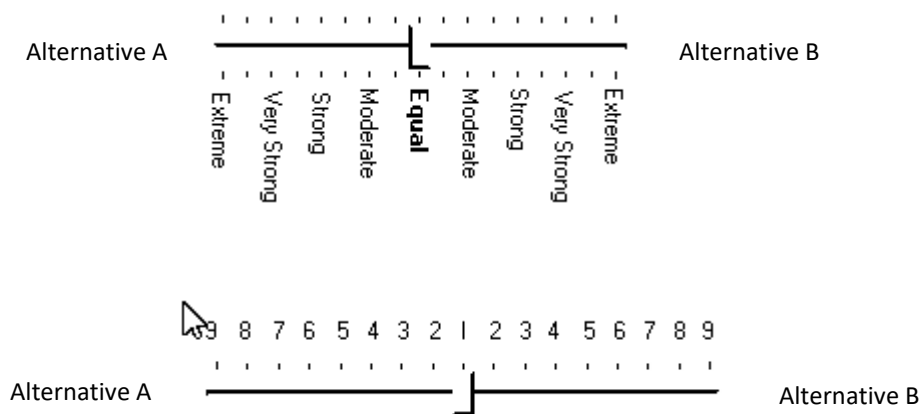 Alternative A Alternative B
Extreme Very Strong Strong Moderate Equal Moderate Strong Very Strong Extreme
9 8 7 6 5 4 3 2 | 2 3 4 5 6 7 8 9
Alternative A Alternative B